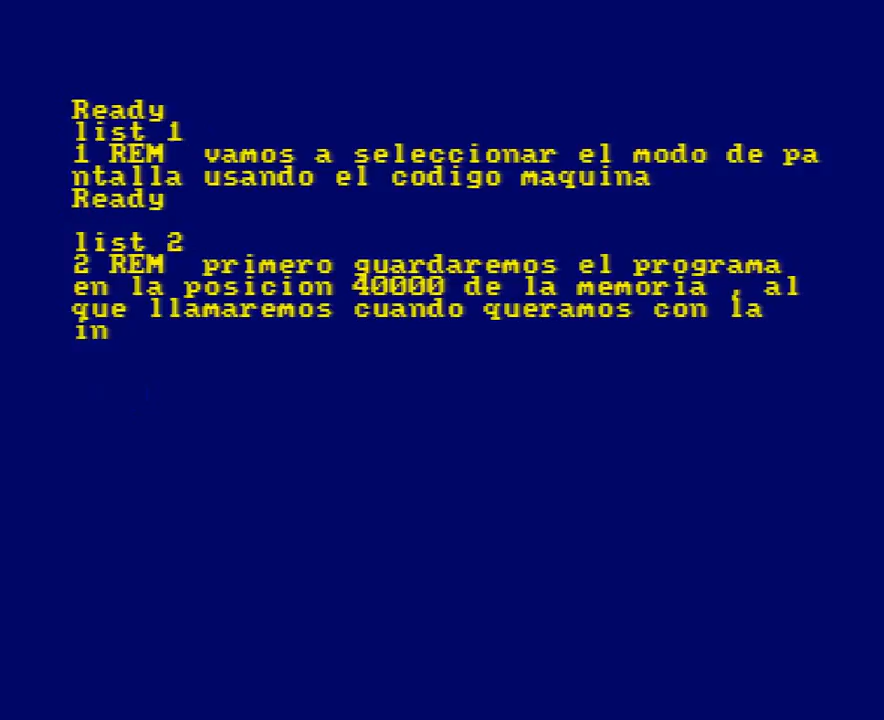 Ready
list 1
1 REM  vamos a seleccionar el modo de pa
ntalla usando el codigo maquina
Ready
list 2
2 REM  primero guardaremos el programa
en la posicion 40000 de la memoria , al
que llamaremos cuando queramos con la
in